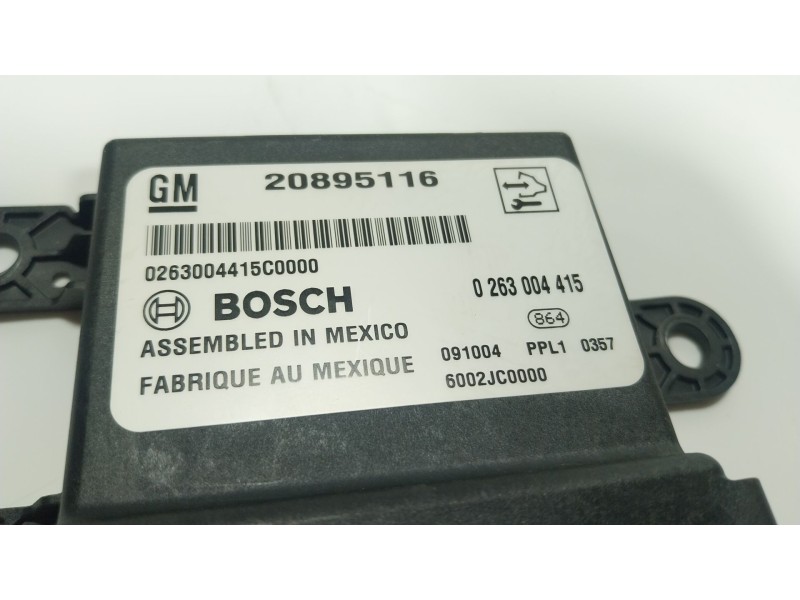 GM 20895116
0263004415C0000
BOSCH 0 263 004 415
ASSEMBLED IN MEXICO 864
FABRIQUE AU MEXIQUE 091004 PPL1 0357
6002JC0000